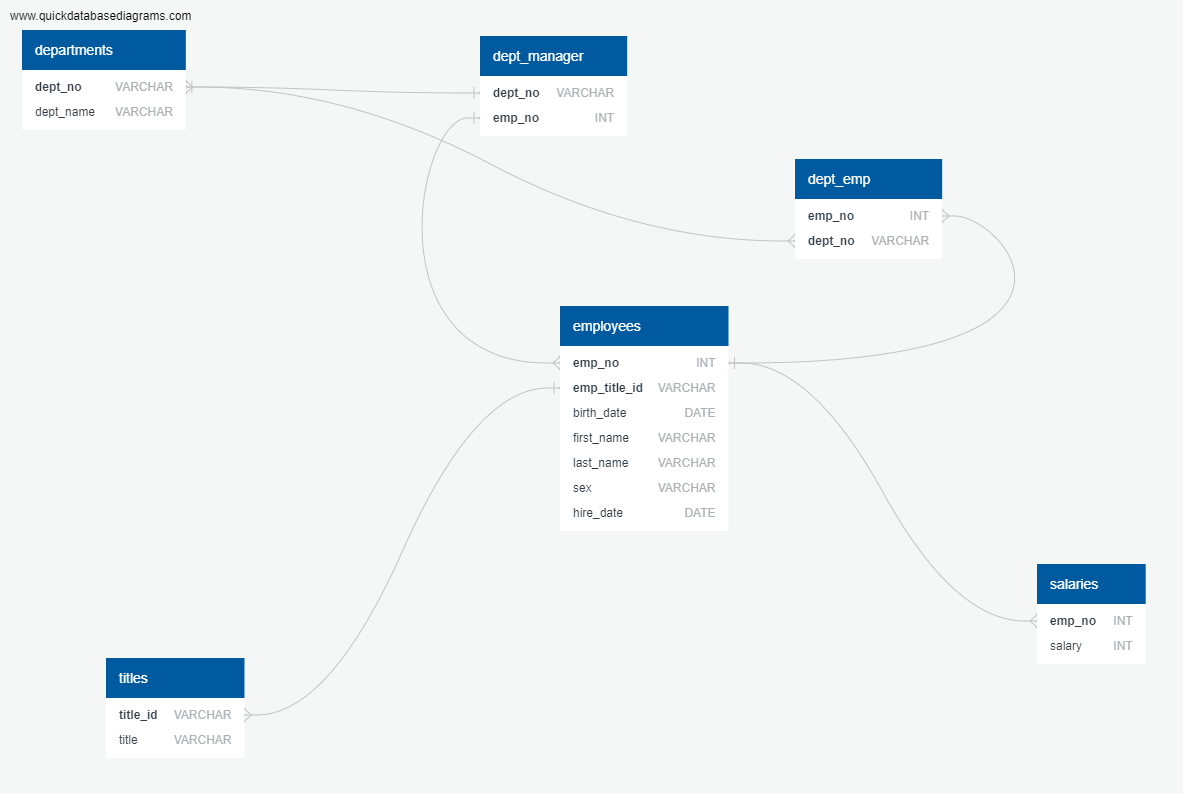 www.quickdatabasediagrams.com
departments
dept_no VARCHAR
dept_name VARCHAR
dept_manager
dept_no VARCHAR
emp_no INT
dept_emp
emp_no INT
dept_no VARCHAR
employees
emp_no INT
emp_title_id VARCHAR
birth_date DATE
first_name VARCHAR
last_name VARCHAR
sex VARCHAR
hire_date DATE
salaries
emp_no INT
salary INT
titles
title_id VARCHAR
title VARCHAR